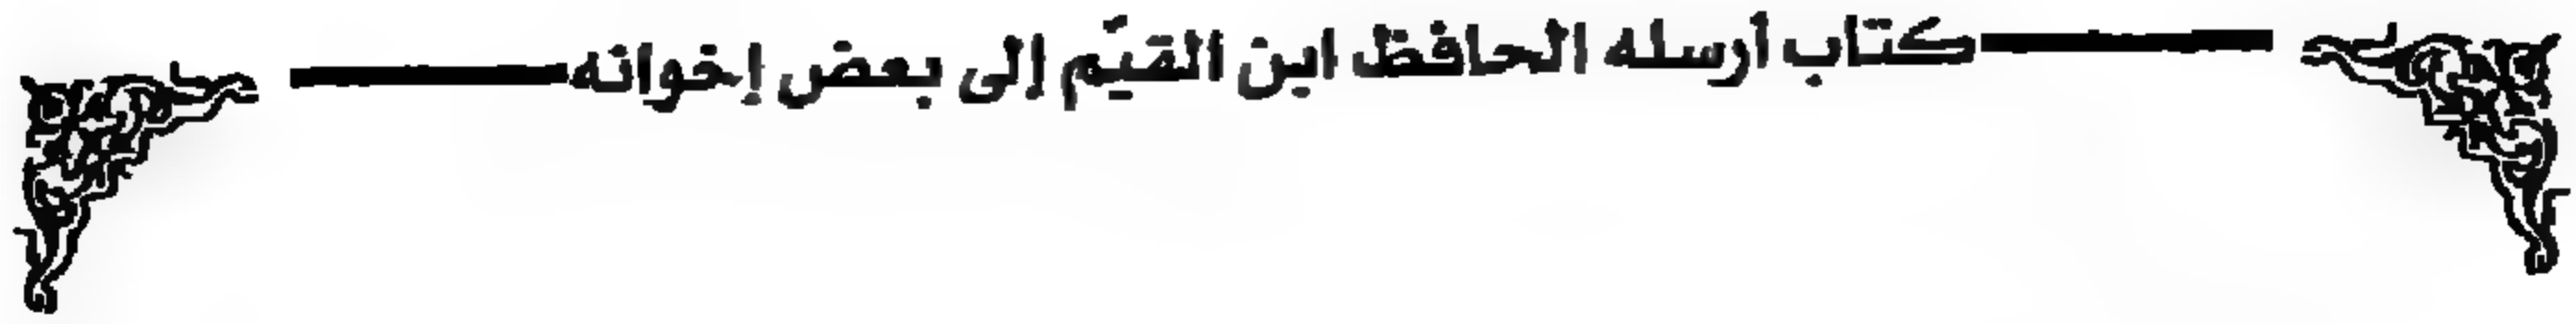 كتاب أرسله الحافظ ابن القيّم إلى بعض إخوانه